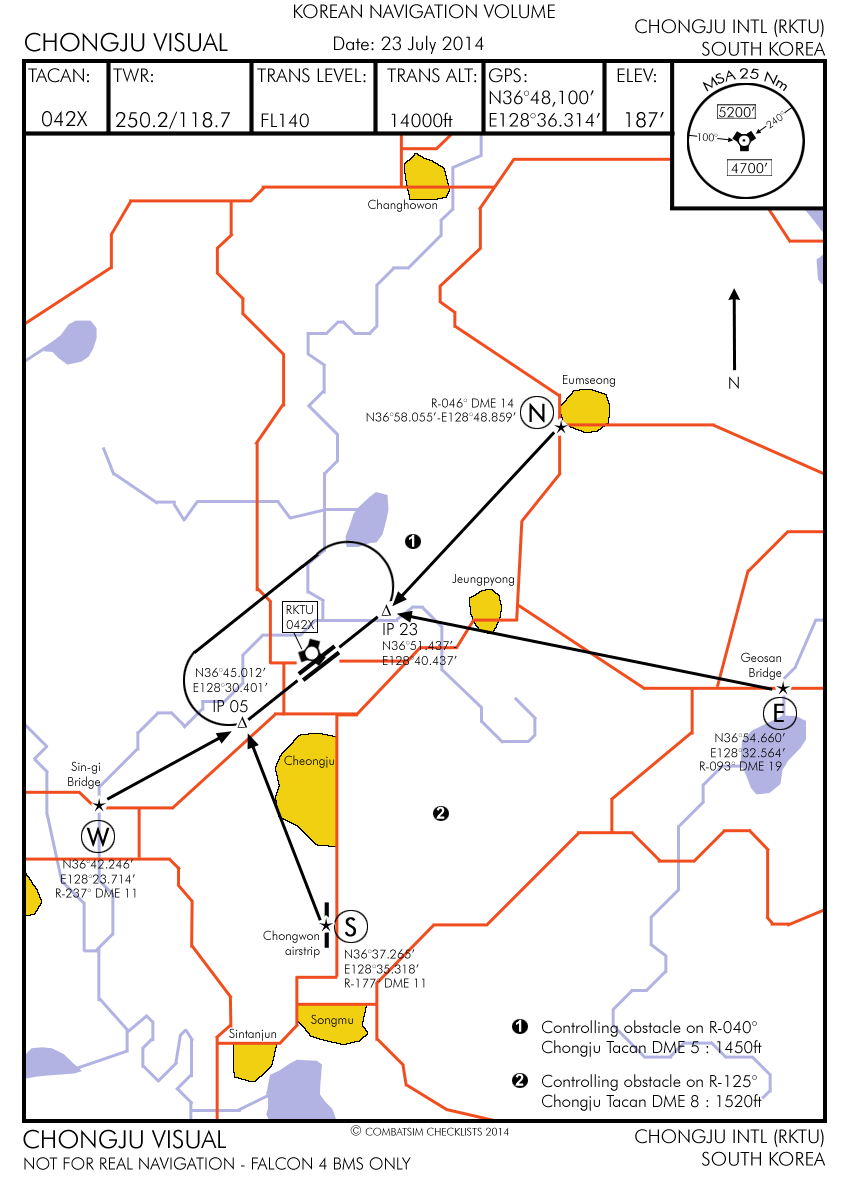 KOREAN NAVIGATION VOLUME
CHONGJU VISUAL
Date: 23 July 2014
CHONGJU INTL (RKTU)
SOUTH KOREA
TACAN:
042X
TWR:
250.2/118.7
TRANS LEVEL:
FL140
TRANS ALT:
14000ft
GPS:
N36°48,100'
E128°36.314'
ELEV:
187'
MSA 25 Nm
5200'
100°
240°
4700'
Changhowon
N
Eumseong
R-046° DME 14
N36°58.055'-E128°48.859'
N
1
Jeungpyong
RKTU
042X
IP 23
N36°51.437'
E128°40.437'
Geosan
Bridge
E
N36°54.660'
E128°32.564'
R-093° DME 19
N36°45.012'
E128°30.401'
IP 05
Cheongju
Sin-gi
Bridge
W
N36°42.246'
E128°23.714'
R-237° DME 11
2
S
Chongwon
airstrip
N36°37.265'
E128°35.318'
R-177° DME 11
Songmu
Sintanjun
1 Controlling obstacle on R-040°
Chongju Tacan DME 5 : 1450ft
2 Controlling obstacle on R-125°
Chongju Tacan DME 8 : 1520ft
© COMBATSIM CHECKLISTS 2014
CHONGJU VISUAL
NOT FOR REAL NAVIGATION - FALCON 4 BMS ONLY
CHONGJU INTL (RKTU)
SOUTH KOREA